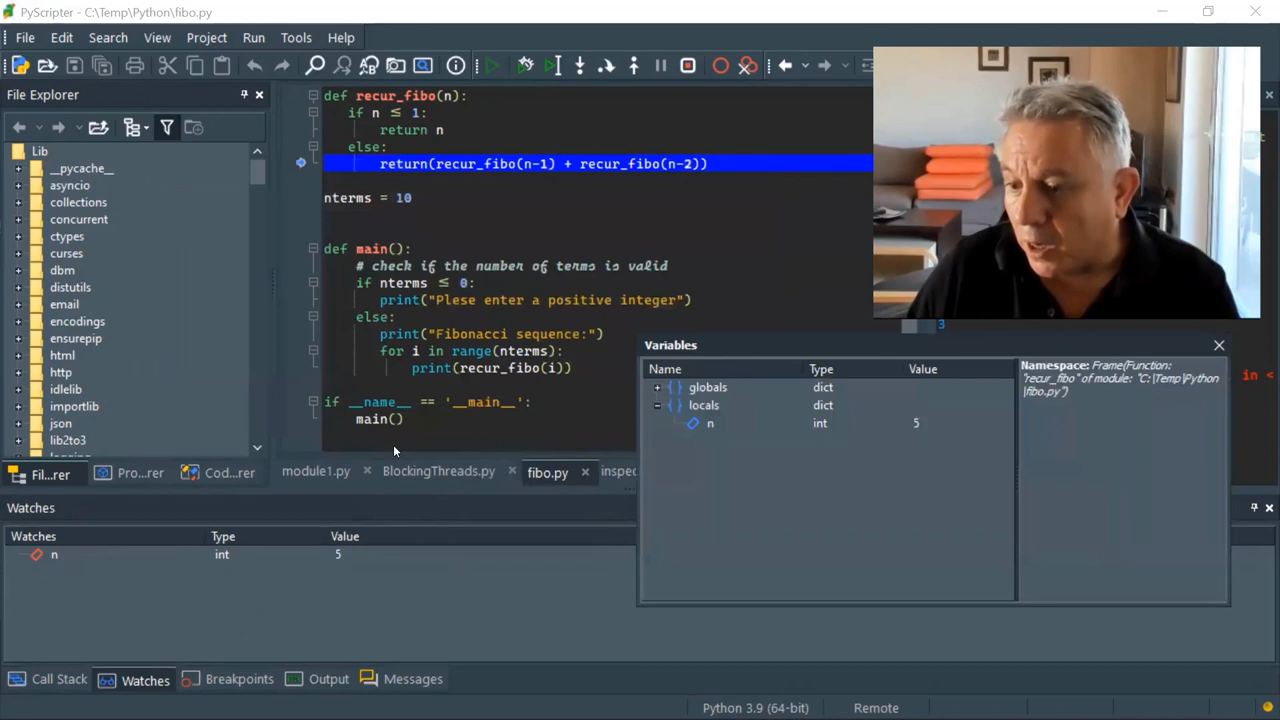 PyScripter - C:\Temp\Python\fibo.py
File Edit Search View Project Run Tools Help
File Explorer
Lib
__pycache__
asyncio
collections
concurrent
ctypes
curses
dbm
distutils
email
encodings
ensurepip
html
http
idlelib
importlib
json
lib2to3
Fil...rer Pro...rer Cod...rer
def recur_fibo(n):
if n ≤ 1:
return n
else:
return(recur_fibo(n-1) + recur_fibo(n-2))
nterms = 10
def main():
# check if the number of terms is valid
if nterms ≤ 0:
print("Plese enter a positive integer")
else:
print("Fibonacci sequence:")
for i in range(nterms):
print(recur_fibo(i))
if __name__ == '__main__':
main()
module1.py BlockingThreads.py fibo.py inspec
3
in <
Variables
Name Type Value
globals dict
locals dict
n int 5
Namespace: Frame(Function:
"recur_fibo" of module: "C:\Temp\Python
\fibo.py")
Watches
Watches Type Value
n int 5
Call Stack Watches Breakpoints Output Messages
Python 3.9 (64-bit) Remote